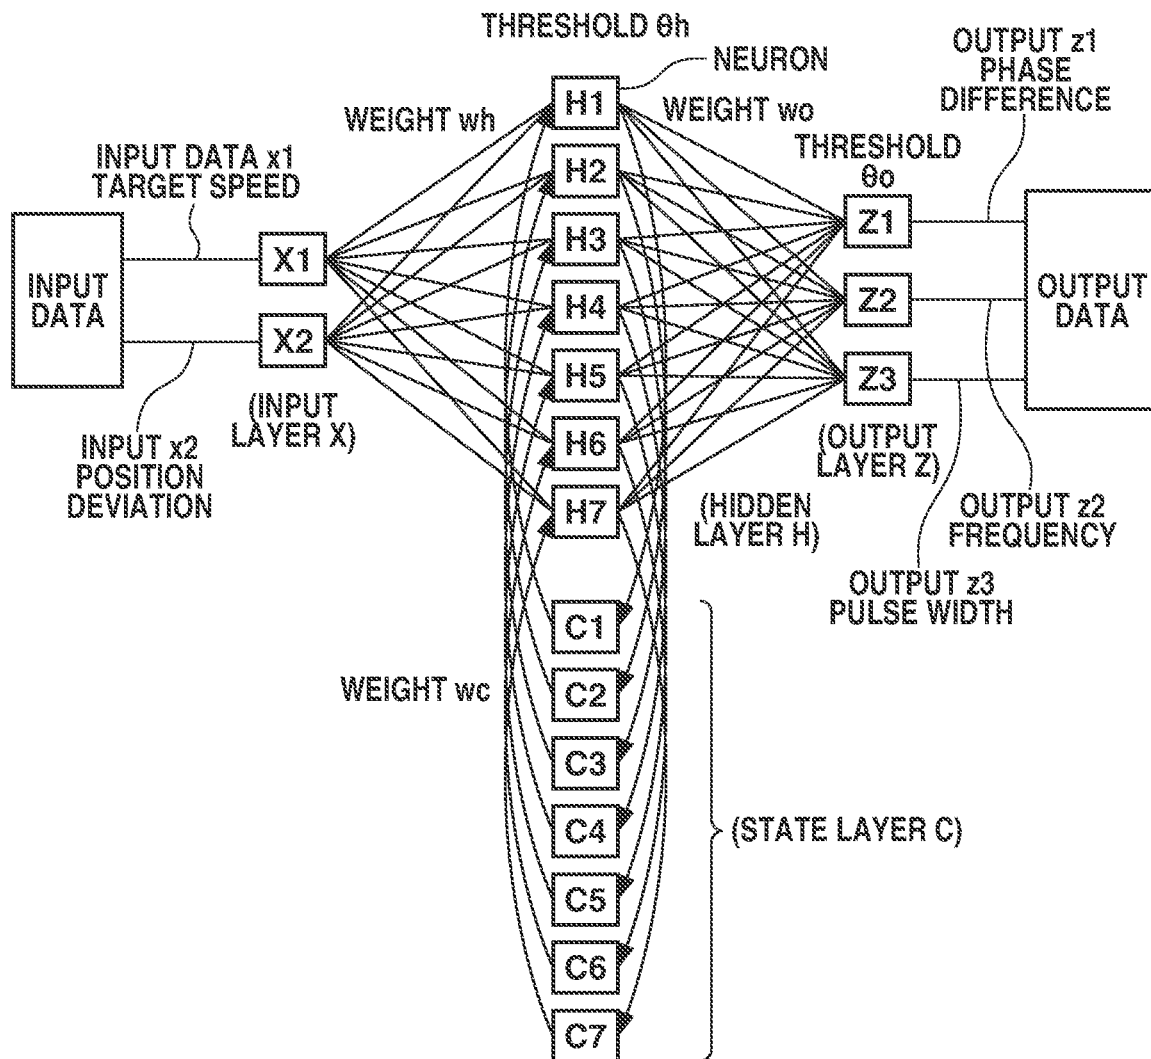 THRESHOLD θh
NEURON
OUTPUT z1
PHASE
DIFFERENCE
WEIGHT wh
WEIGHT wo
INPUT DATA x1
TARGET SPEED
THRESHOLD
θo
INPUT
DATA
X1
X2
(INPUT
LAYER X)
INPUT x2
POSITION
DEVIATION
H1
H2
H3
H4
H5
H6
H7
Z1
Z2
Z3
OUTPUT
DATA
(OUTPUT
LAYER Z)
(HIDDEN
LAYER H)
OUTPUT z2
FREQUENCY
OUTPUT z3
PULSE WIDTH
WEIGHT wc
C1
C2
C3
C4
C5
C6
C7
(STATE LAYER C)